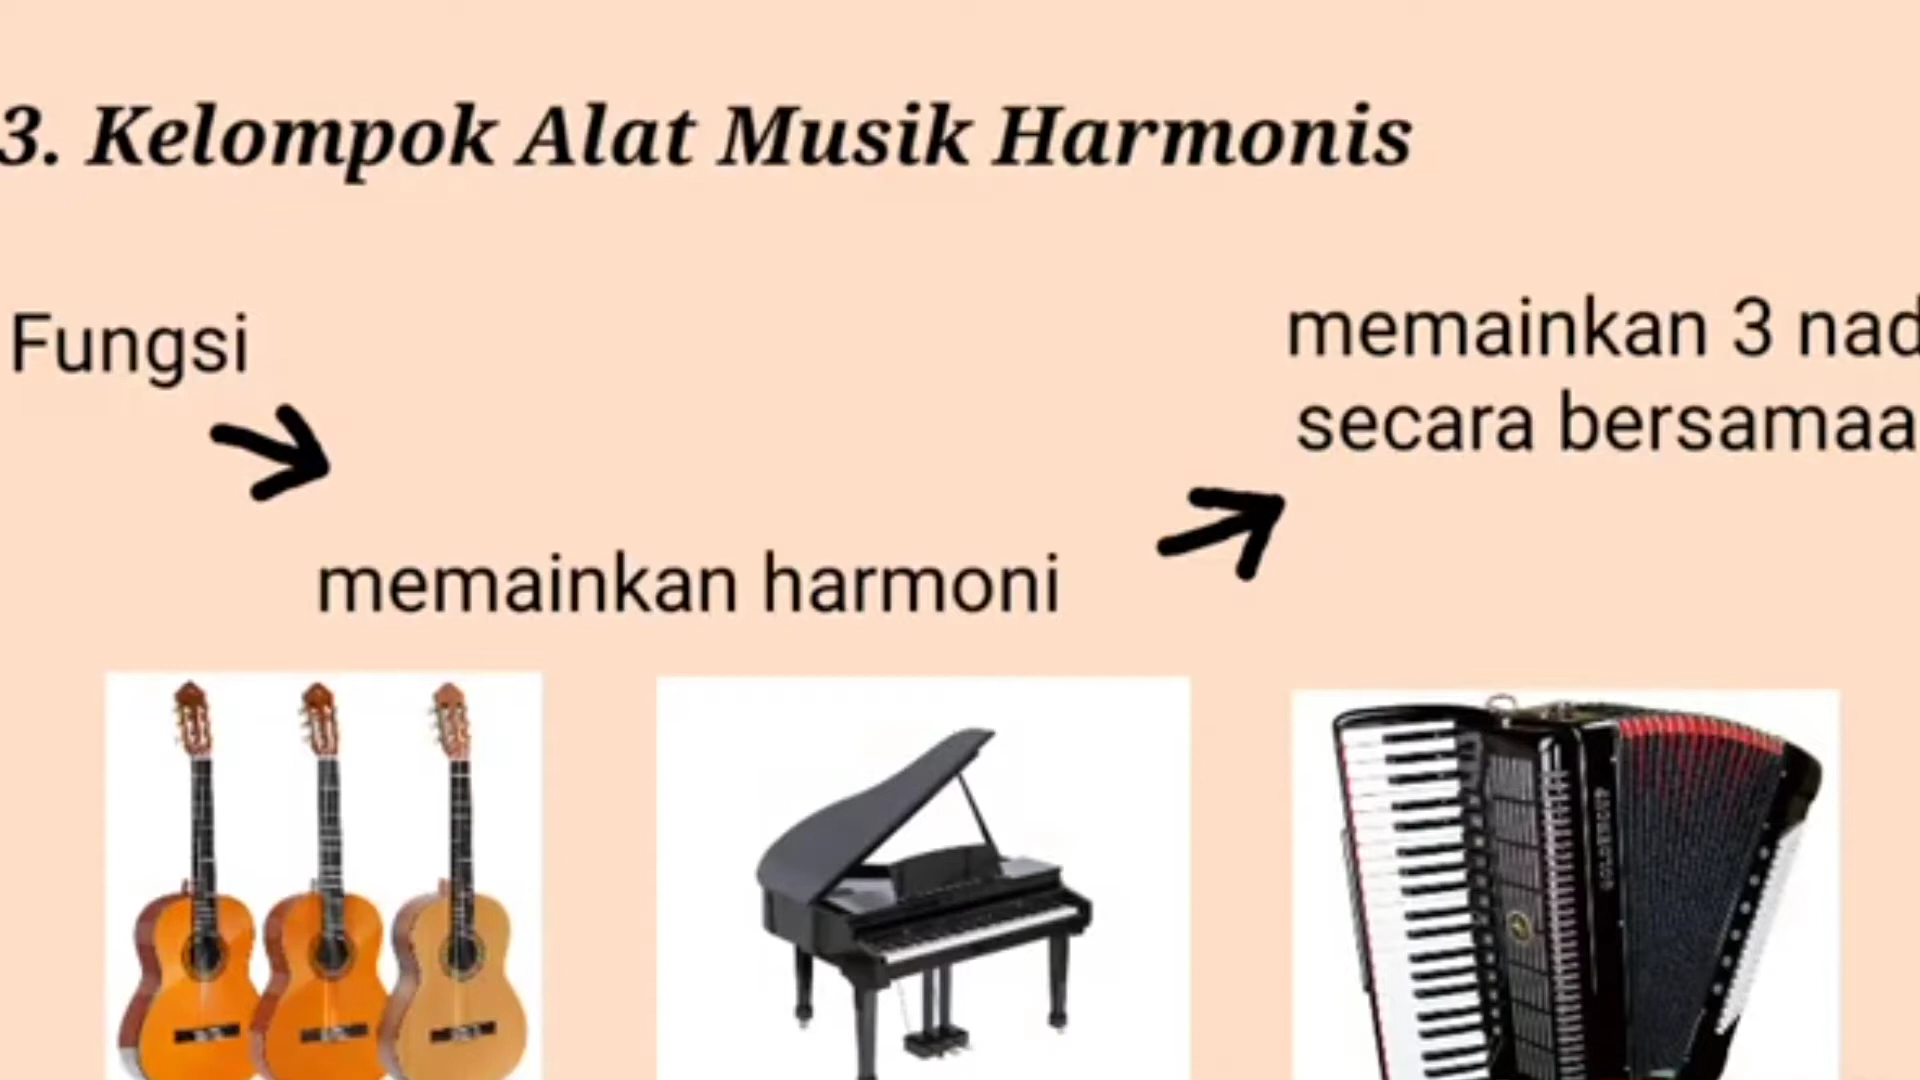 3. Kelompok Alat Musik Harmonis
Fungsi
memainkan harmoni
memainkan 3 nad
secara bersamaa